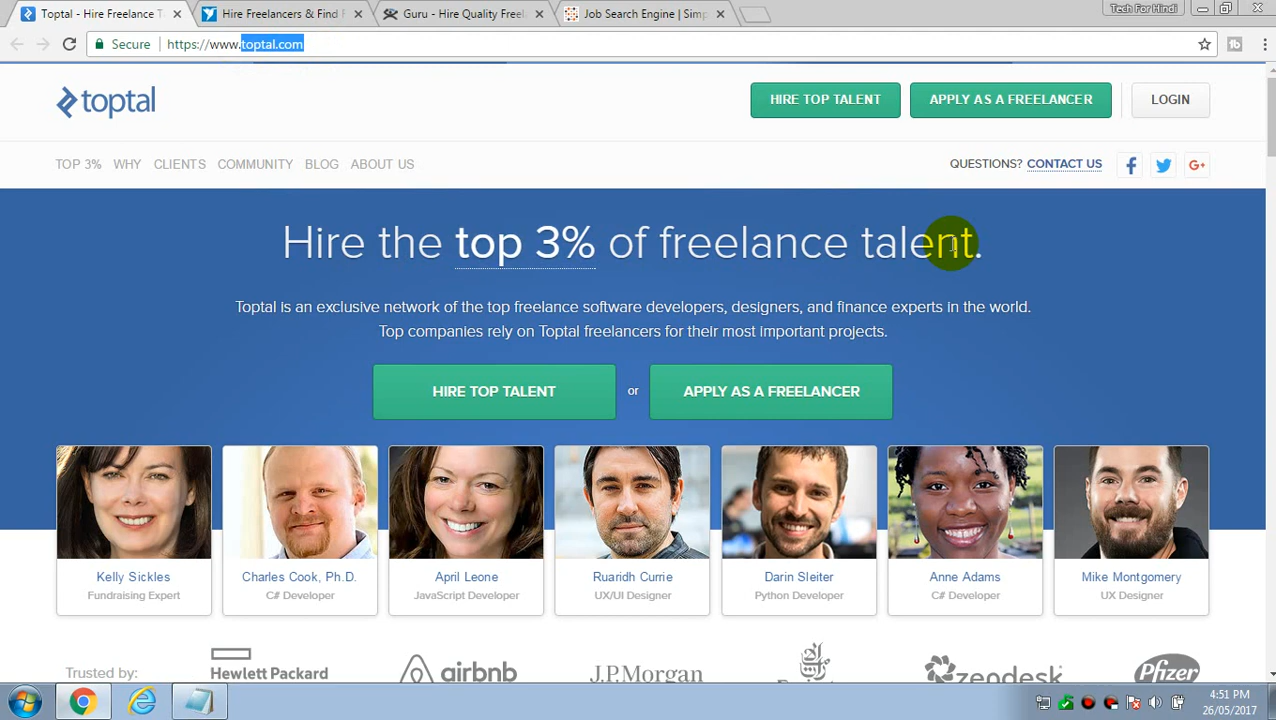 Toptal - Hire Freelance Ta
Hire Freelancers & Find F
Guru - Hire Quality Freel
Job Search Engine | Simp
Tech For Hindi
Secure
https://www.toptal.com
toptal
HIRE TOP TALENT
APPLY AS A FREELANCER
LOGIN
TOP 3% WHY CLIENTS COMMUNITY BLOG ABOUT US
QUESTIONS? CONTACT US
Hire the top 3% of freelance talent.
Toptal is an exclusive network of the top freelance software developers, designers, and finance experts in the world.
Top companies rely on Toptal freelancers for their most important projects.
HIRE TOP TALENT
or
APPLY AS A FREELANCER
Kelly Sickles
Fundraising Expert
Charles Cook, Ph.D.
C# Developer
April Leone
JavaScript Developer
Ruaridh Currie
UX/UI Designer
Darin Sleiter
Python Developer
Anne Adams
C# Developer
Mike Montgomery
UX Designer
Trusted by:
Hewlett Packard
airbnb
J.P.Morgan
zendesk
Pfizer
4:51 PM
26/05/2017